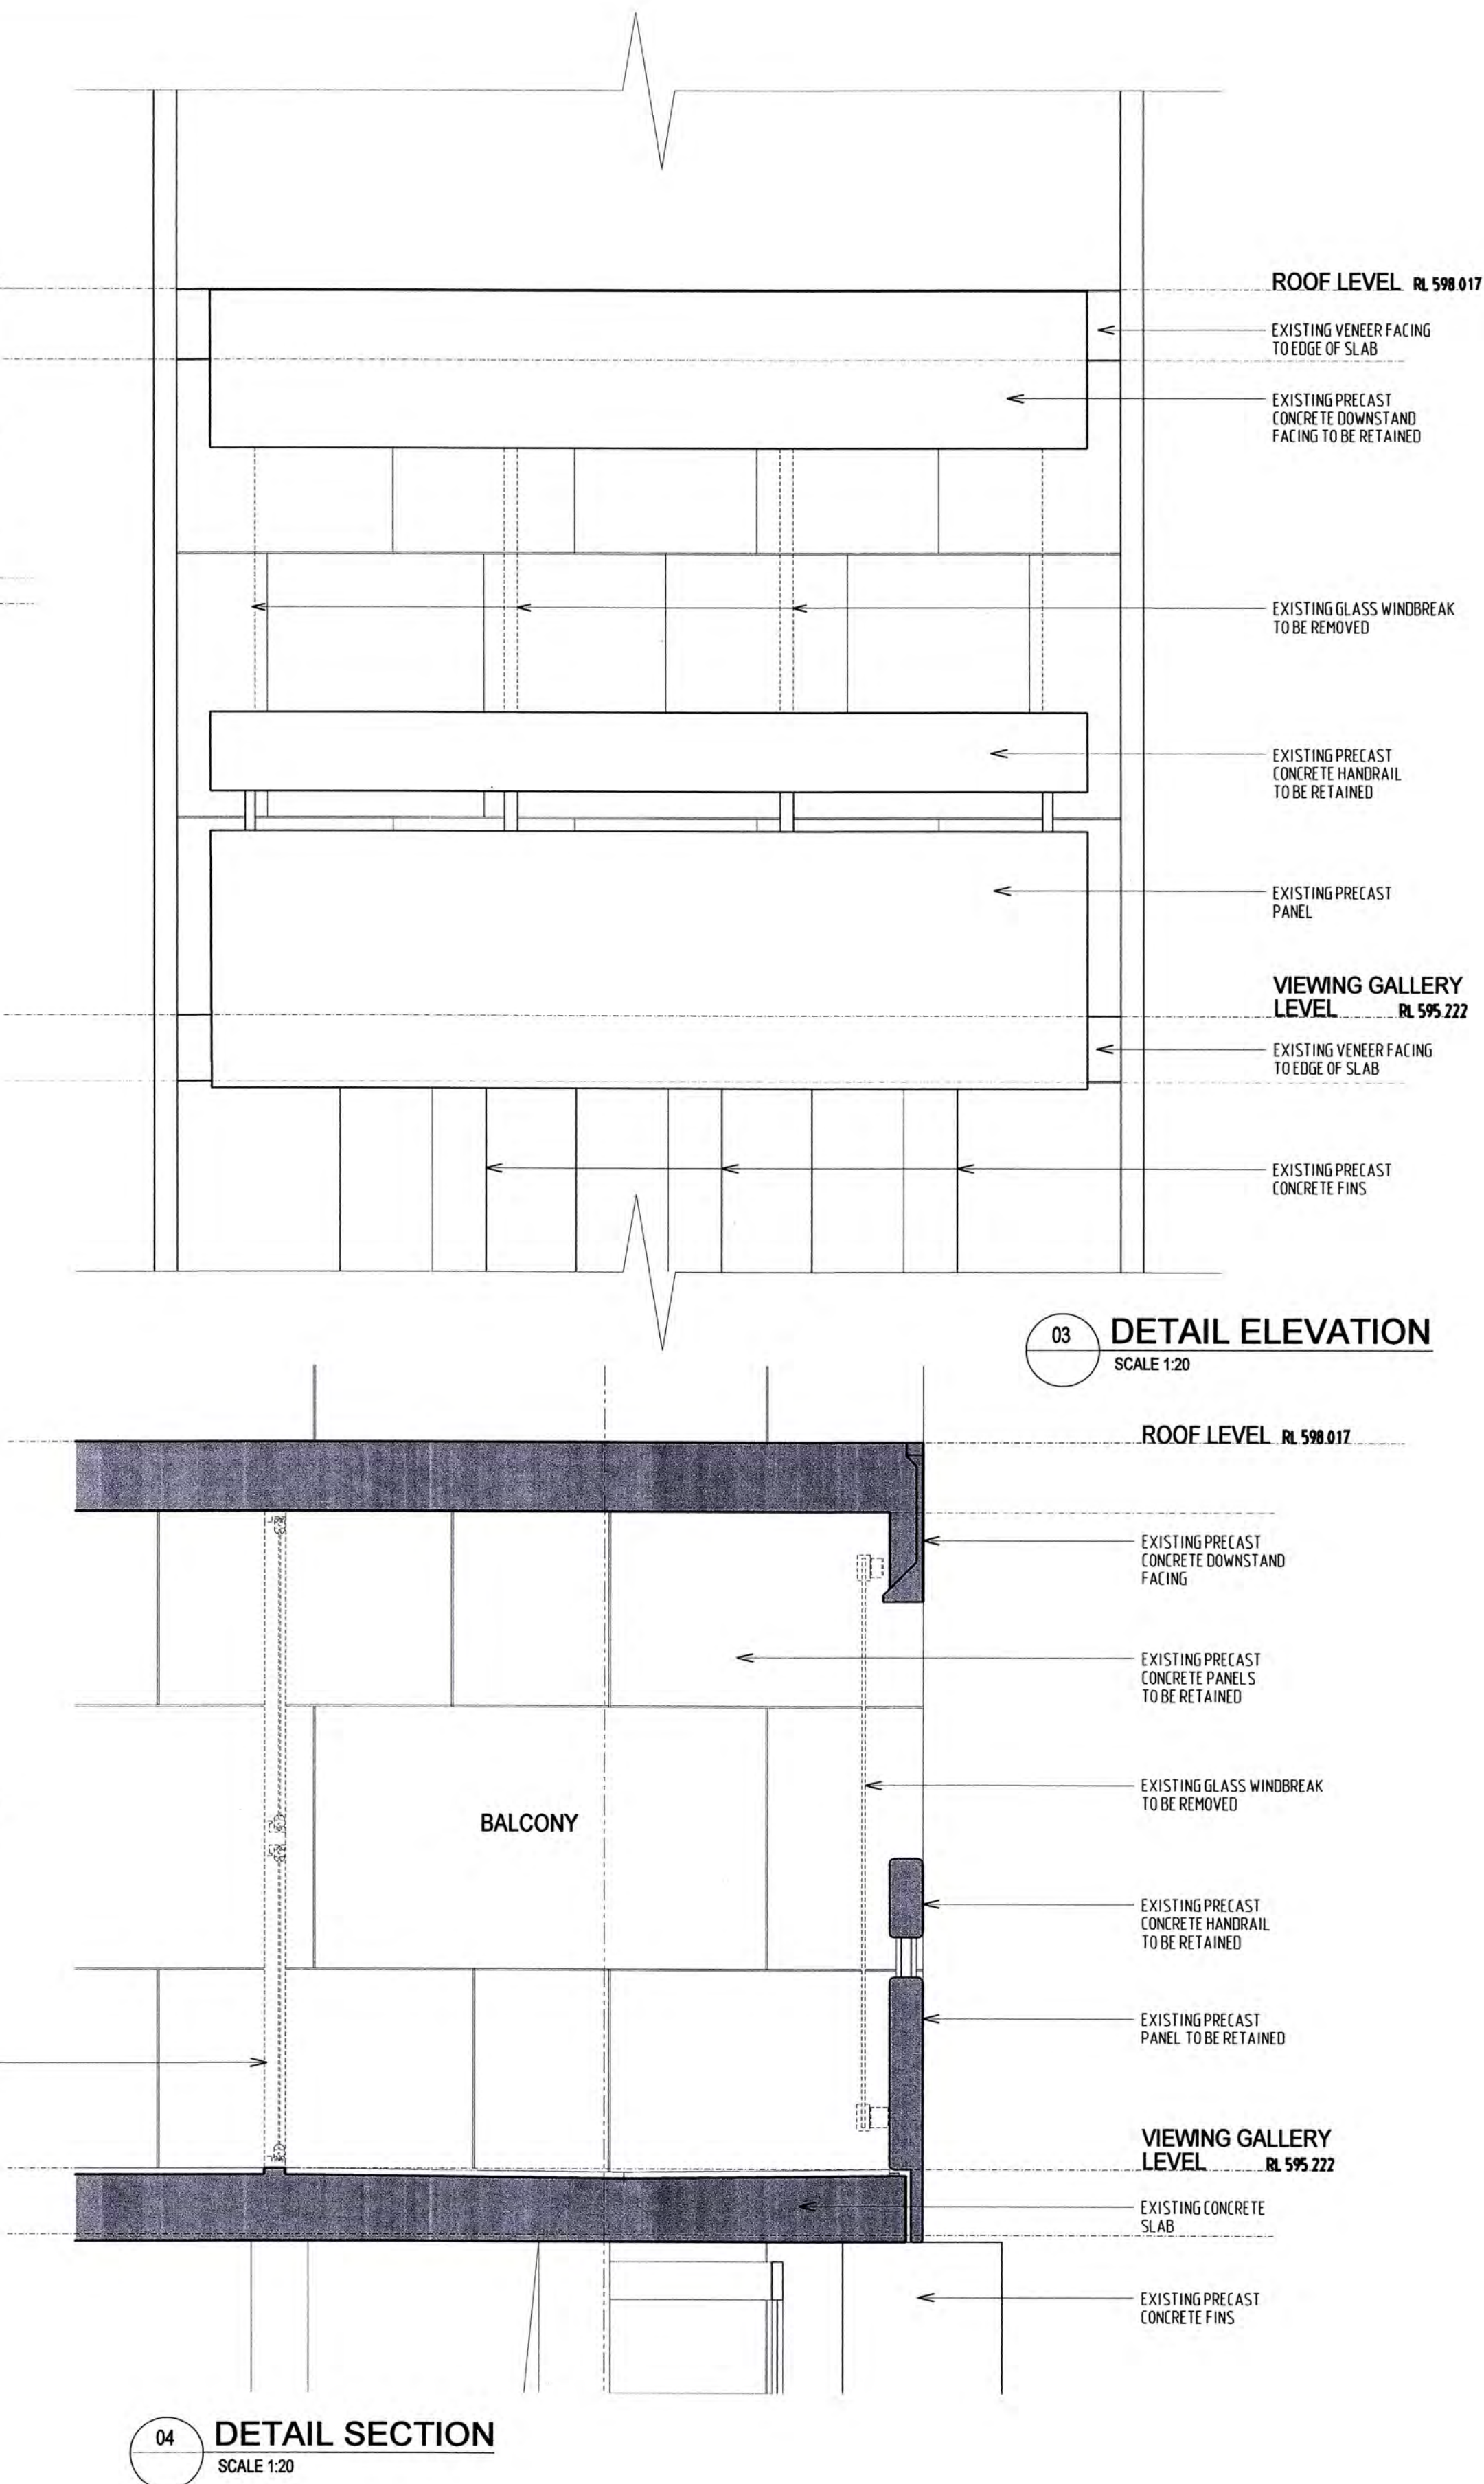 ROOF LEVEL RL 598.017
EXISTING VENEER FACING
TO EDGE OF SLAB
EXISTING PRECAST
CONCRETE DOWNSTAND
FACING TO BE RETAINED
EXISTING GLASS WINDBREAK
TO BE REMOVED
EXISTING PRECAST
CONCRETE HANDRAIL
TO BE RETAINED
EXISTING PRECAST
PANEL
VIEWING GALLERY
LEVEL RL 595.222
EXISTING VENEER FACING
TO EDGE OF SLAB
EXISTING PRECAST
CONCRETE FINS
03 DETAIL ELEVATION
SCALE 1:20
ROOF LEVEL RL 598.017
EXISTING PRECAST
CONCRETE DOWNSTAND
FACING
EXISTING PRECAST
CONCRETE PANELS
TO BE RETAINED
EXISTING GLASS WINDBREAK
TO BE REMOVED
BALCONY
EXISTING PRECAST
CONCRETE HANDRAIL
TO BE RETAINED
EXISTING PRECAST
PANEL TO BE RETAINED
VIEWING GALLERY
LEVEL RL 595.222
EXISTING CONCRETE
SLAB
EXISTING PRECAST
CONCRETE FINS
04 DETAIL SECTION
SCALE 1:20